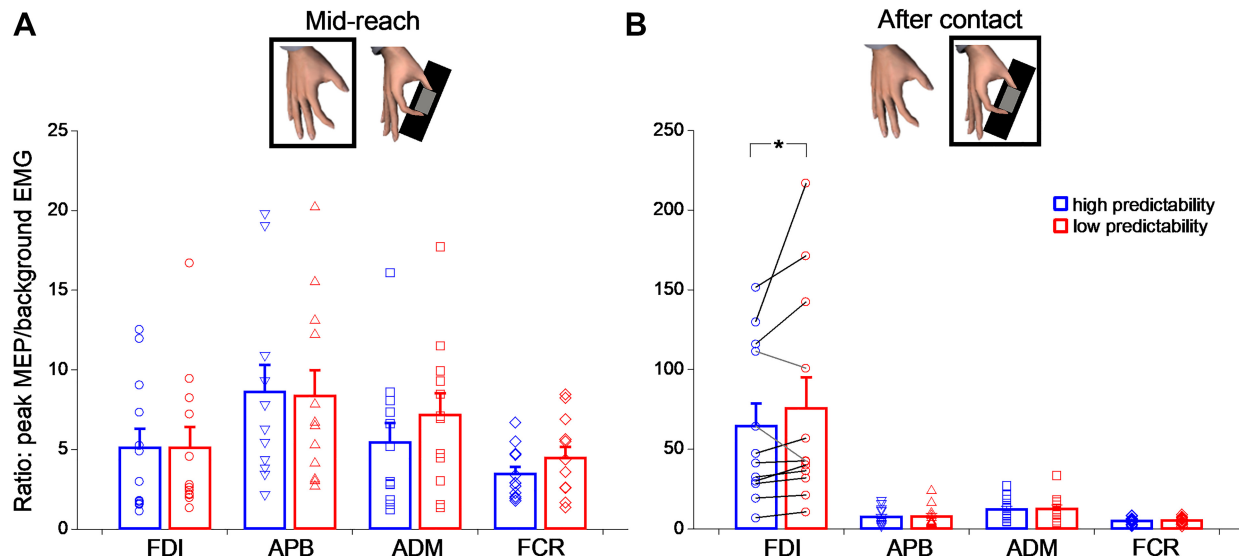 A
Mid-reach
B
After contact
Ratio: peak MEP/background EMG
25
20
15
10
5
0
FDI
APB
ADM
FCR
250
200
150
100
50
0
*
high predictability
low predictability
FDI
APB
ADM
FCR